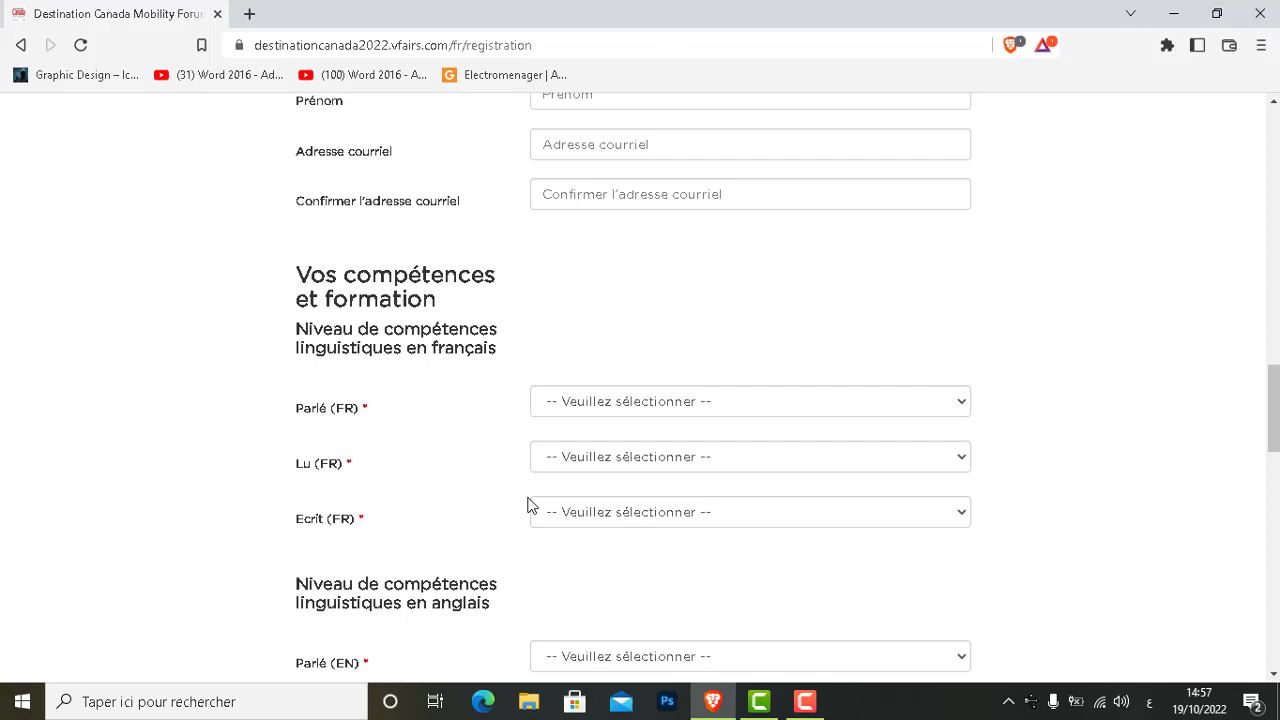 Destination Canada Mobility Foru
destinationcanada2022.vfairs.com/fr/registration
Graphic Design – Ic...
(31) Word 2016 - Ad...
(100) Word 2016 - A...
Electromenager | A...
Prénom
Prénom
Adresse courriel
Adresse courriel
Confirmer l'adresse courriel
Confirmer l'adresse courriel
Vos compétences
et formation
Niveau de compétences
linguistiques en français
Parlé (FR) *
-- Veuillez sélectionner --
Lu (FR) *
-- Veuillez sélectionner --
Ecrit (FR) *
-- Veuillez sélectionner --
Niveau de compétences
linguistiques en anglais
Parlé (EN) *
-- Veuillez sélectionner --
Taper ici pour rechercher
Ps
ع
14:57
19/10/2022
2